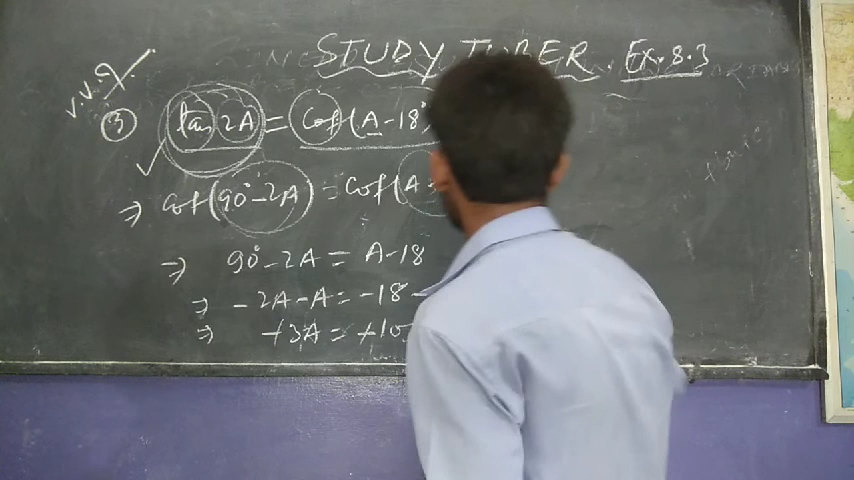 STUDY TUBER. Ex. 8.3
V.V.Q
③ tan 2A = Cot(A-18°
⇒ cot(90°-2A) = Cot(A-
⇒ 90°-2A = A-18
⇒ -2A-A = -18-
⇒ +3A = +10